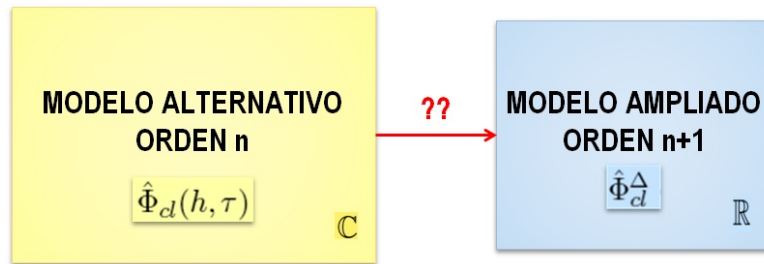 MODELO ALTERNATIVO
ORDEN n
Φ̂_cl(h, τ)
ℂ
??
MODELO AMPLIADO
ORDEN n+1
Φ̂_cl^Δ
ℝ